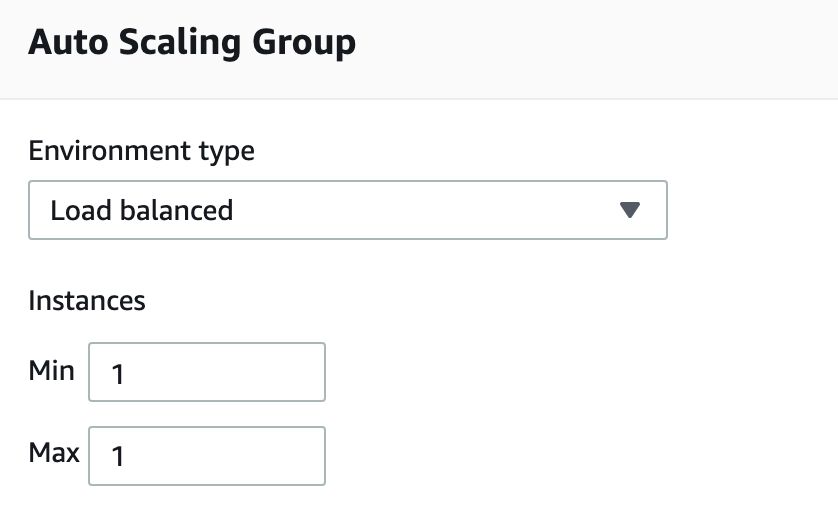 Auto Scaling Group
Environment type
Load balanced
Instances
Min 1
Max 1